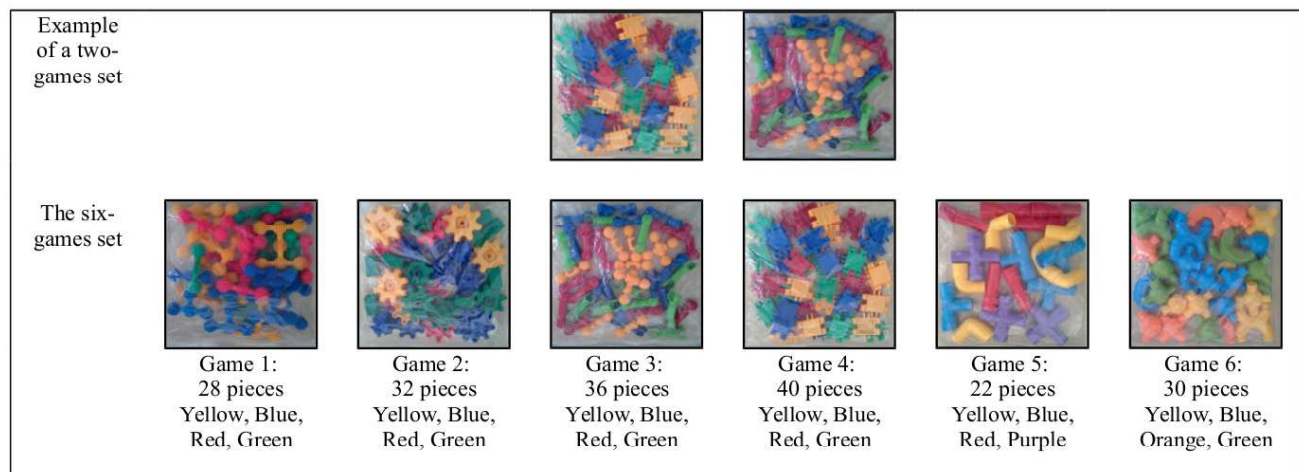 Example
of a two-
games set
The six-
games set
Game 1:
28 pieces
Yellow, Blue,
Red, Green
Game 2:
32 pieces
Yellow, Blue,
Red, Green
Game 3:
36 pieces
Yellow, Blue,
Red, Green
Game 4:
40 pieces
Yellow, Blue,
Red, Green
Game 5:
22 pieces
Yellow, Blue,
Red, Purple
Game 6:
30 pieces
Yellow, Blue,
Orange, Green